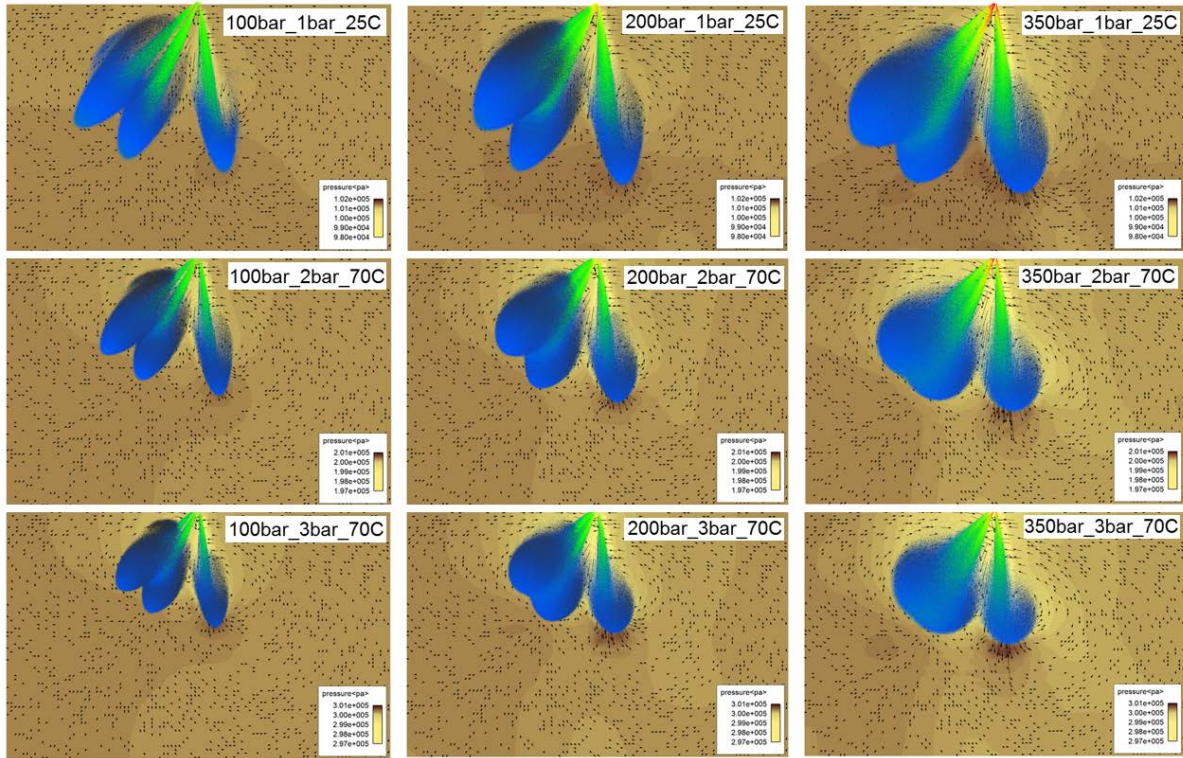 100bar_1bar_25C
pressure<pa>
1.02e+005
1.01e+005
1.00e+005
9.90e+004
9.80e+004
200bar_1bar_25C
pressure<pa>
1.02e+005
1.01e+005
1.00e+005
9.90e+004
9.80e+004
350bar_1bar_25C
pressure<pa>
1.02e+005
1.01e+005
1.00e+005
9.90e+004
9.80e+004
100bar_2bar_70C
pressure<pa>
2.01e+005
2.00e+005
1.99e+005
1.98e+005
1.97e+005
200bar_2bar_70C
pressure<pa>
2.01e+005
2.00e+005
1.99e+005
1.98e+005
1.97e+005
350bar_2bar_70C
pressure<pa>
2.01e+005
2.00e+005
1.99e+005
1.98e+005
1.97e+005
100bar_3bar_70C
pressure<pa>
3.01e+005
3.00e+005
2.99e+005
2.98e+005
2.97e+005
200bar_3bar_70C
pressure<pa>
3.01e+005
3.00e+005
2.99e+005
2.98e+005
2.97e+005
350bar_3bar_70C
pressure<pa>
3.01e+005
3.00e+005
2.99e+005
2.98e+005
2.97e+005